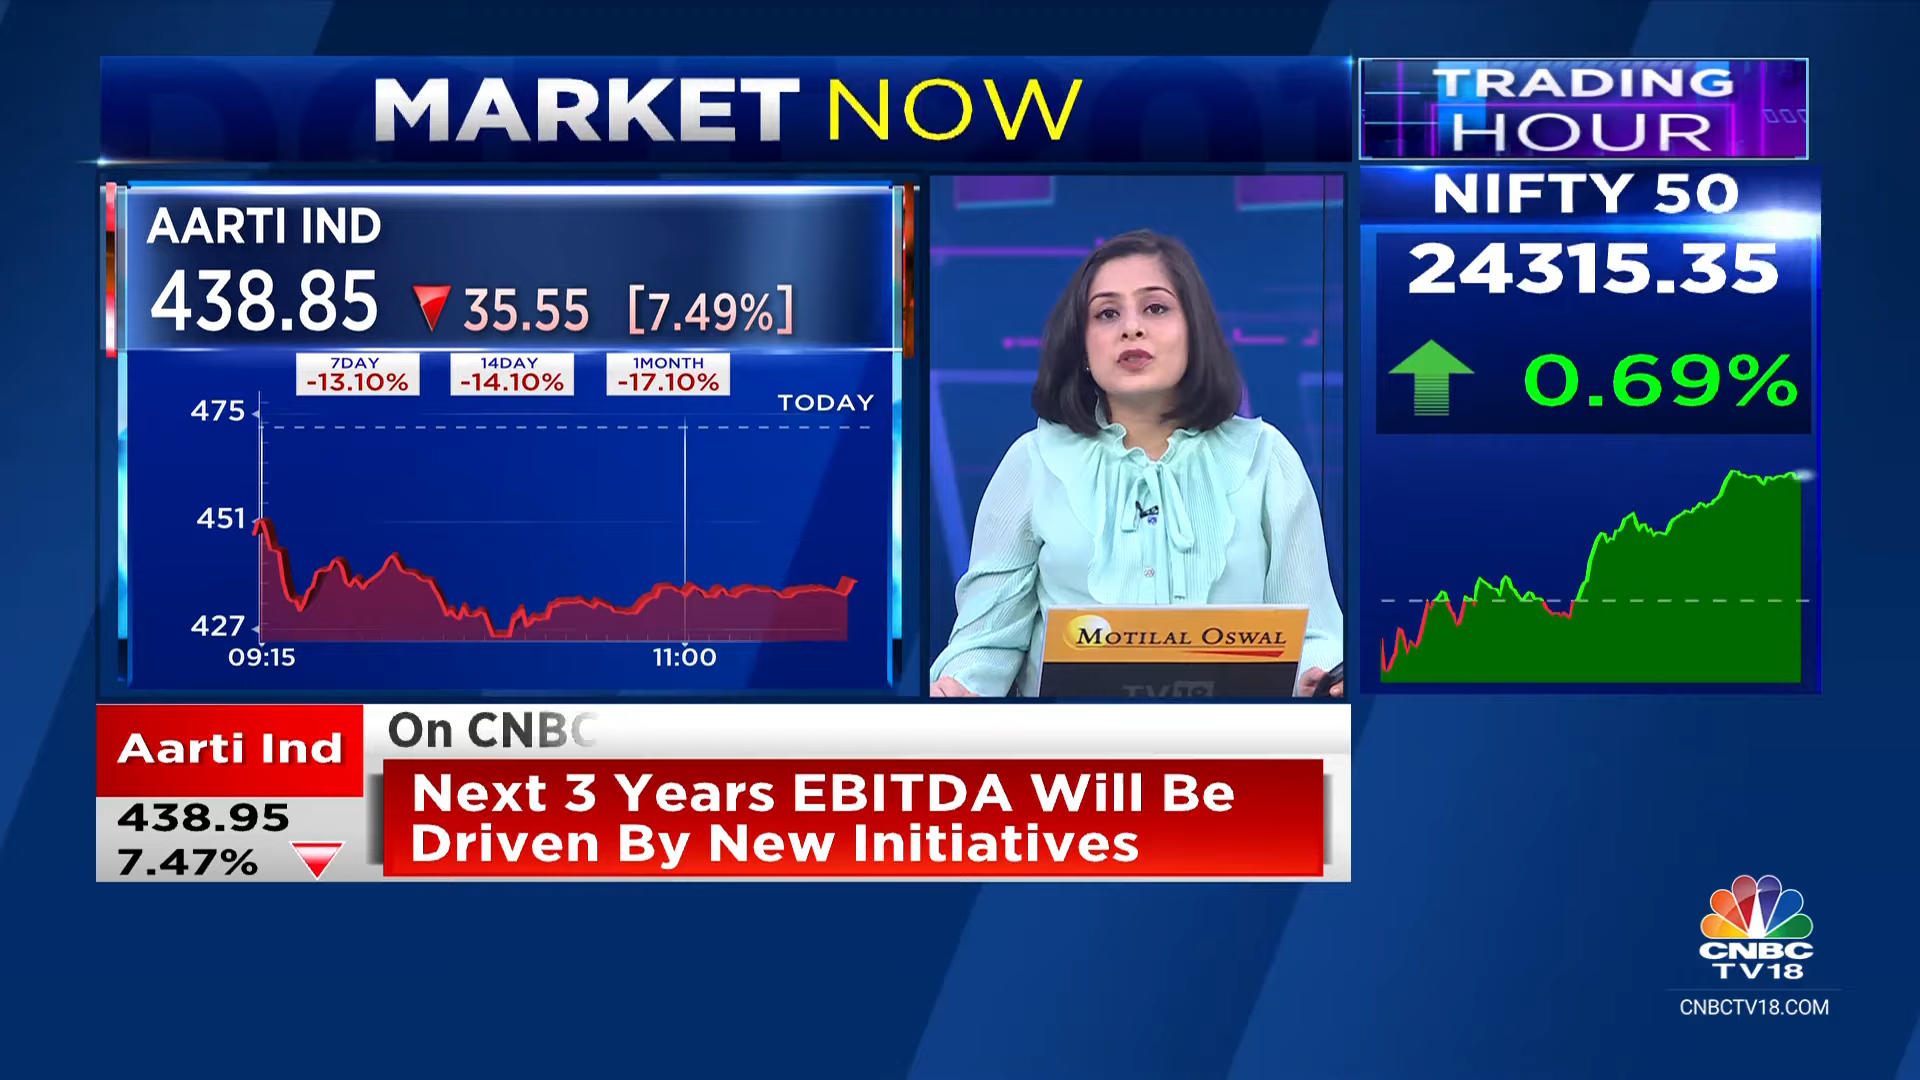 MARKET NOW
TRADING
HOUR
AARTI IND
438.85 35.55 [7.49%]
7DAY
-13.10%
14DAY
-14.10%
1MONTH
-17.10%
TODAY
475
451
427
09:15
11:00
NIFTY 50
24315.35
0.69%
MOTILAL OSWAL
TV18
Aarti Ind
438.95
7.47%
On CNBC
Next 3 Years EBITDA Will Be
Driven By New Initiatives
CNBC
TV18
CNBCTV18.COM